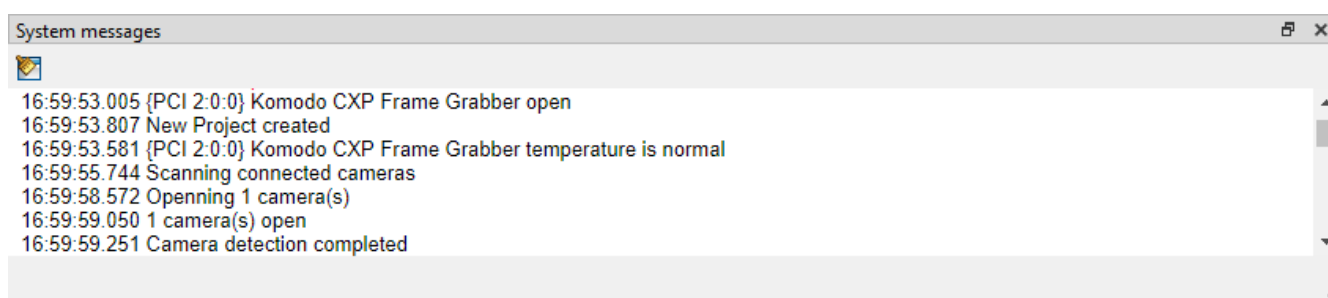 System messages
16:59:53.005 {PCI 2:0:0} Komodo CXP Frame Grabber open
16:59:53.807 New Project created
16:59:53.581 {PCI 2:0:0} Komodo CXP Frame Grabber temperature is normal
16:59:55.744 Scanning connected cameras
16:59:58.572 Openning 1 camera(s)
16:59:59.050 1 camera(s) open
16:59:59.251 Camera detection completed